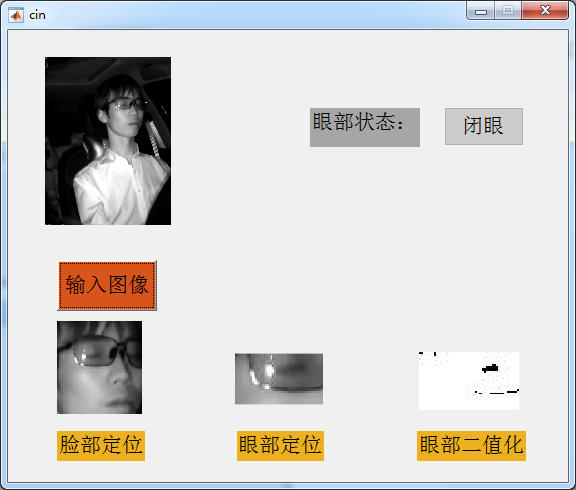 cin
眼部状态：
闭眼
输入图像
脸部定位
眼部定位
眼部二值化